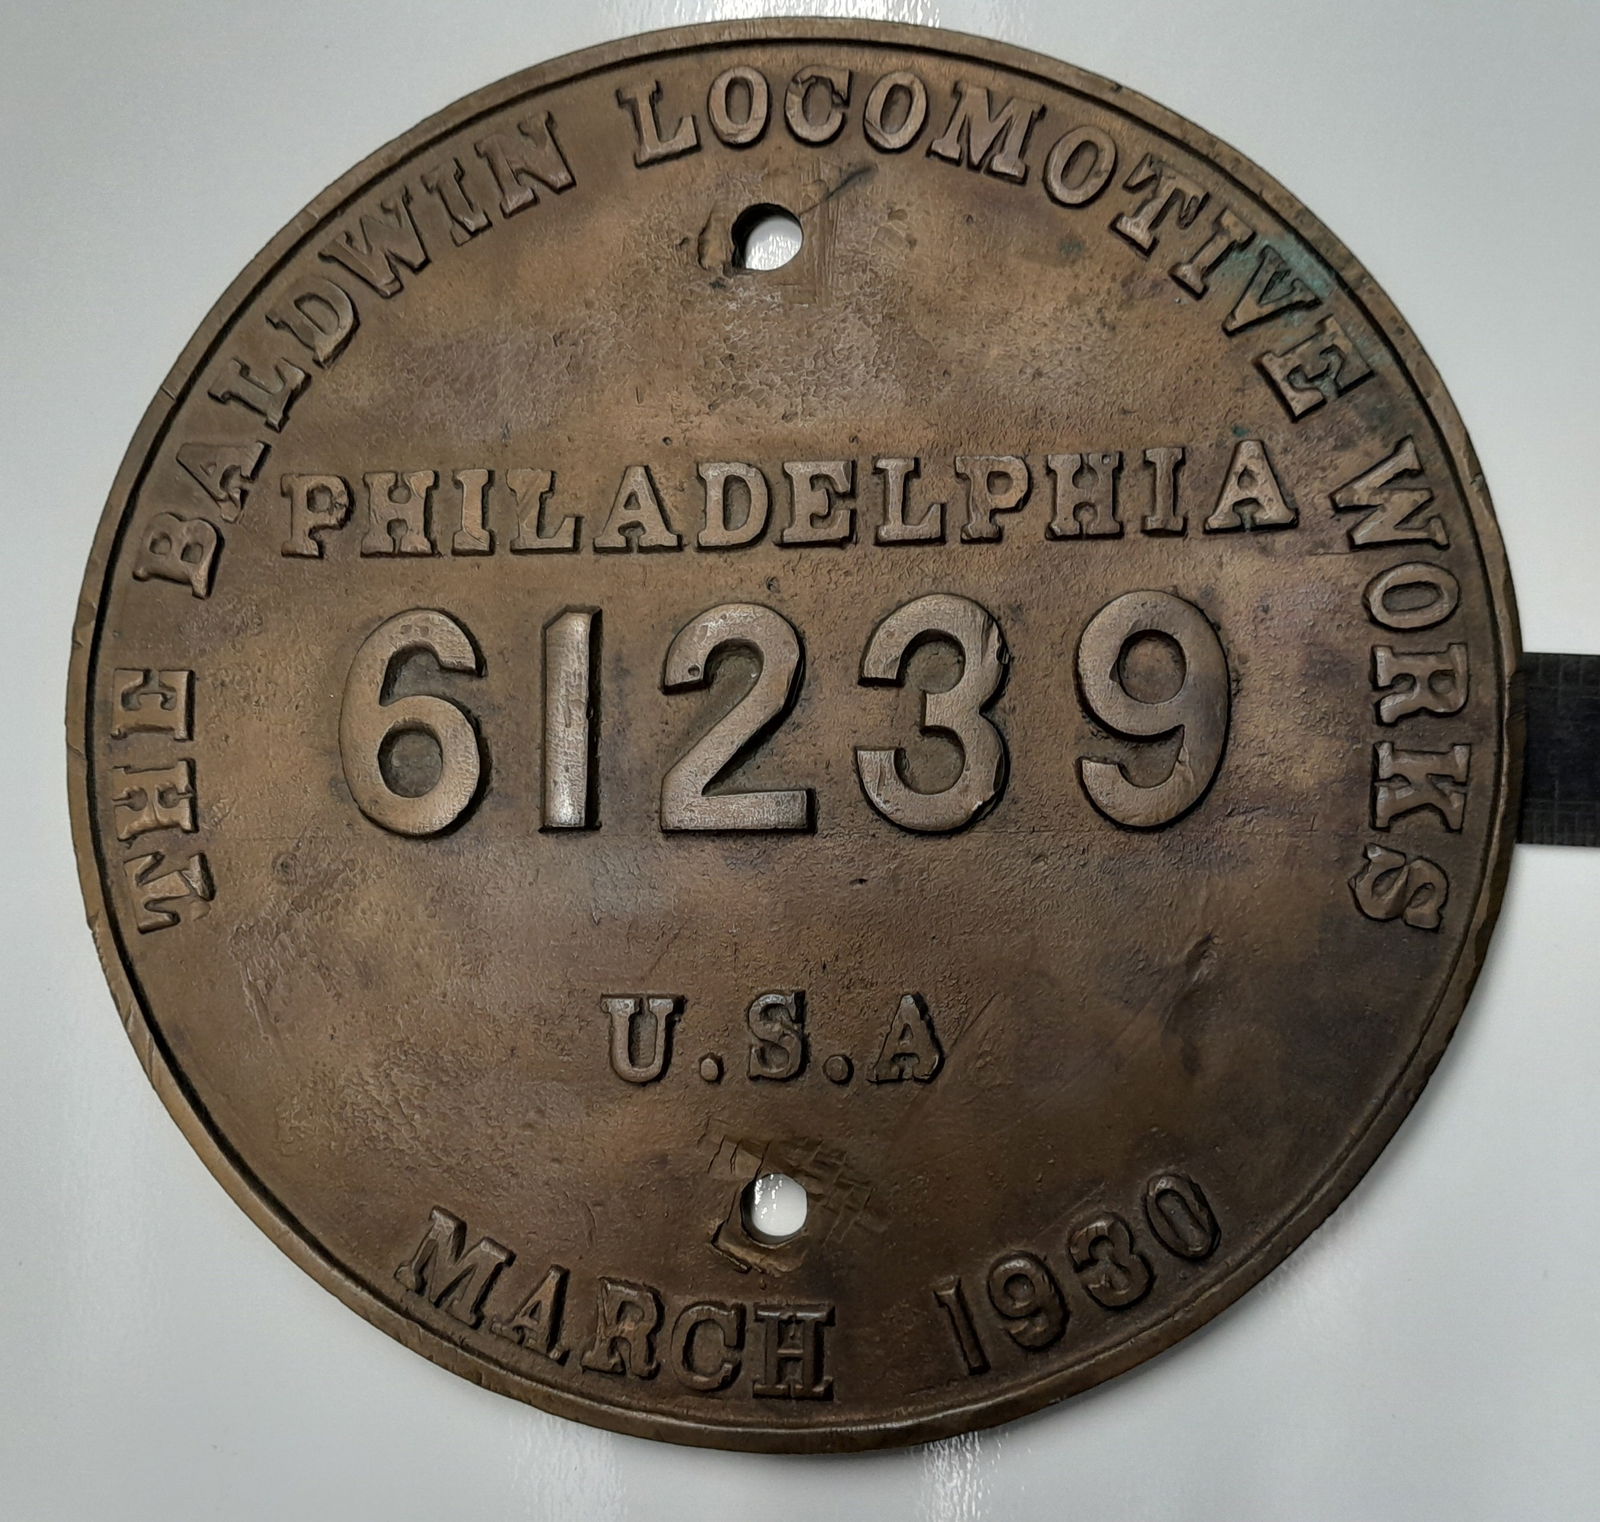 THE BALDWIN LOCOMOTIVE WORKS
PHILADELPHIA
61239
U.S.A
MARCH 1930